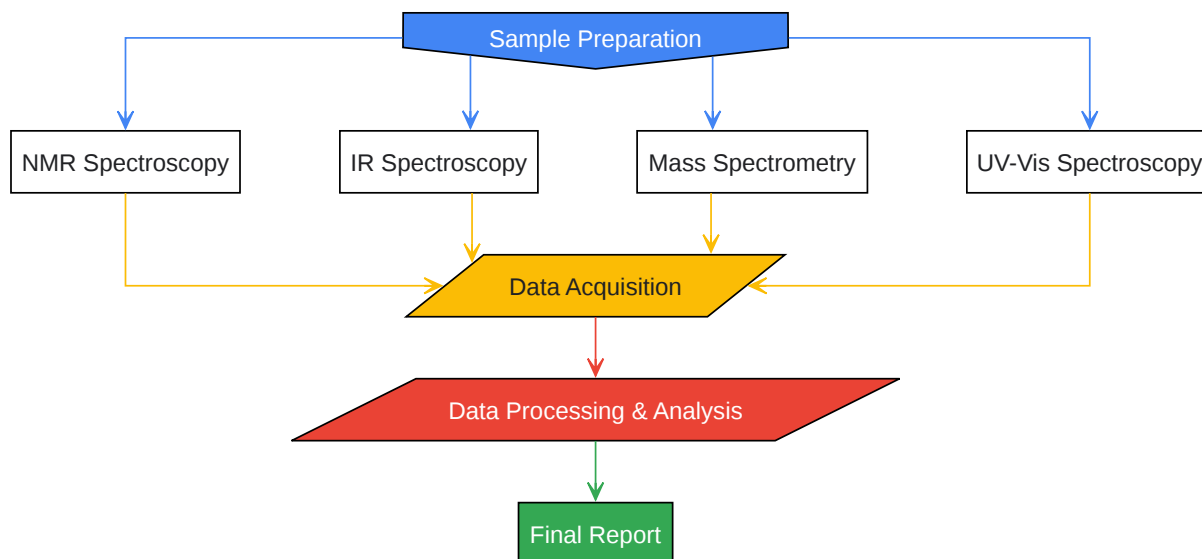 Sample Preparation
NMR Spectroscopy
IR Spectroscopy
Mass Spectrometry
UV-Vis Spectroscopy
Data Acquisition
Data Processing & Analysis
Final Report